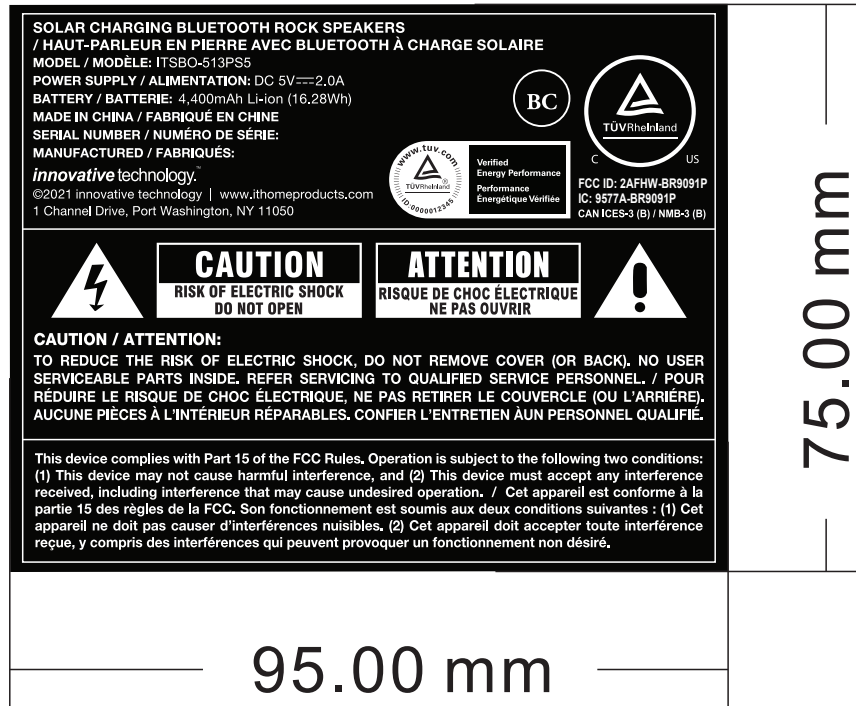 SOLAR CHARGING BLUETOOTH ROCK SPEAKERS
/ HAUT-PARLEUR EN PIERRE AVEC BLUETOOTH À CHARGE SOLAIRE
MODEL / MODÈLE: ITSBO-513PS5
POWER SUPPLY / ALIMENTATION: DC 5V⎓2.0A
BATTERY / BATTERIE: 4,400mAh Li-ion (16.28Wh)
MADE IN CHINA / FABRIQUÉ EN CHINE
SERIAL NUMBER / NUMÉRO DE SÉRIE:
MANUFACTURED / FABRIQUÉS:
innovative technology.™
©2021 innovative technology | www.ithomeproducts.com
1 Channel Drive, Port Washington, NY 11050
www.tuv.com
TÜVRheinland
®
ID:0000012345
Verified
Energy Performance
Performance
Énergétique Vérifiée
BC
TÜVRheinland
C US
FCC ID: 2AFHW-BR9091P
IC: 9577A-BR9091P
CAN ICES-3 (B) / NMB-3 (B)
CAUTION
RISK OF ELECTRIC SHOCK
DO NOT OPEN
ATTENTION
RISQUE DE CHOC ÉLECTRIQUE
NE PAS OUVRIR
CAUTION / ATTENTION:
TO REDUCE THE RISK OF ELECTRIC SHOCK, DO NOT REMOVE COVER (OR BACK). NO USER
SERVICEABLE PARTS INSIDE. REFER SERVICING TO QUALIFIED SERVICE PERSONNEL. / POUR
RÉDUIRE LE RISQUE DE CHOC ÉLECTRIQUE, NE PAS RETIRER LE COUVERCLE (OU L'ARRIÉRE).
AUCUNE PIÈCES À L'INTÉRIEUR RÉPARABLES. CONFIER L'ENTRETIEN ÀUN PERSONNEL QUALIFIÉ.
This device complies with Part 15 of the FCC Rules. Operation is subject to the following two conditions:
(1) This device may not cause harmful interference, and (2) This device must accept any interference
received, including interference that may cause undesired operation. / Cet appareil est conforme à la
partie 15 des règles de la FCC. Son fonctionnement est soumis aux deux conditions suivantes : (1) Cet
appareil ne doit pas causer d'interférences nuisibles. (2) Cet appareil doit accepter toute interférence
reçue, y compris des interférences qui peuvent provoquer un fonctionnement non désiré.
75.00 mm
95.00 mm